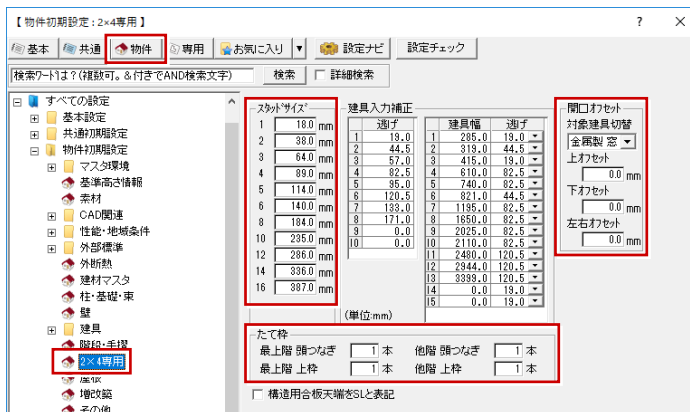 【 物件初期設定 : 2×4専用 】 ? ×
基本 共通 物件 専用 お気に入り ▼ 設定ナビ 設定チェック
検索ワードは？(複数可。＆付きでAND検索文字) 検索 詳細検索
すべての設定
基本設定
共通初期設定
物件初期設定
マスタ環境
基準高さ情報
素材
CAD関連
性能・地域条件
外部標準
外断熱
建材マスタ
柱・基礎・束
壁
建具
階段・手摺
2×4専用
屋根
増改築
その他
スタッドサイズ
1 18.0 mm
2 38.0 mm
3 64.0 mm
4 89.0 mm
5 114.0 mm
6 140.0 mm
8 184.0 mm
10 235.0 mm
12 286.0 mm
14 336.0 mm
16 387.0 mm
建具入力補正
逃げ
1 19.0
2 44.5
3 57.0
4 82.5
5 95.0
6 120.5
7 133.0
8 171.0
9 0.0
10 0.0
(単位:mm)
建具幅 逃げ
1 285.0 19.0
2 319.0 44.5
3 415.0 19.0
4 610.0 82.5
5 740.0 82.5
6 821.0 44.5
7 1195.0 82.5
8 1650.0 82.5
9 2025.0 82.5
10 2110.0 82.5
11 2480.0 120.5
12 2944.0 120.5
13 3399.0 120.5
14 0.0 19.0
15 0.0 19.0
開口オフセット
対象建具切替
金属製 窓
上オフセット
0.0 mm
下オフセット
0.0 mm
左右オフセット
0.0 mm
たて枠
最上階 頭つなぎ 1 本 他階 頭つなぎ 1 本
最上階 上枠 1 本 他階 上枠 1 本
構造用合板天端をSLと表記